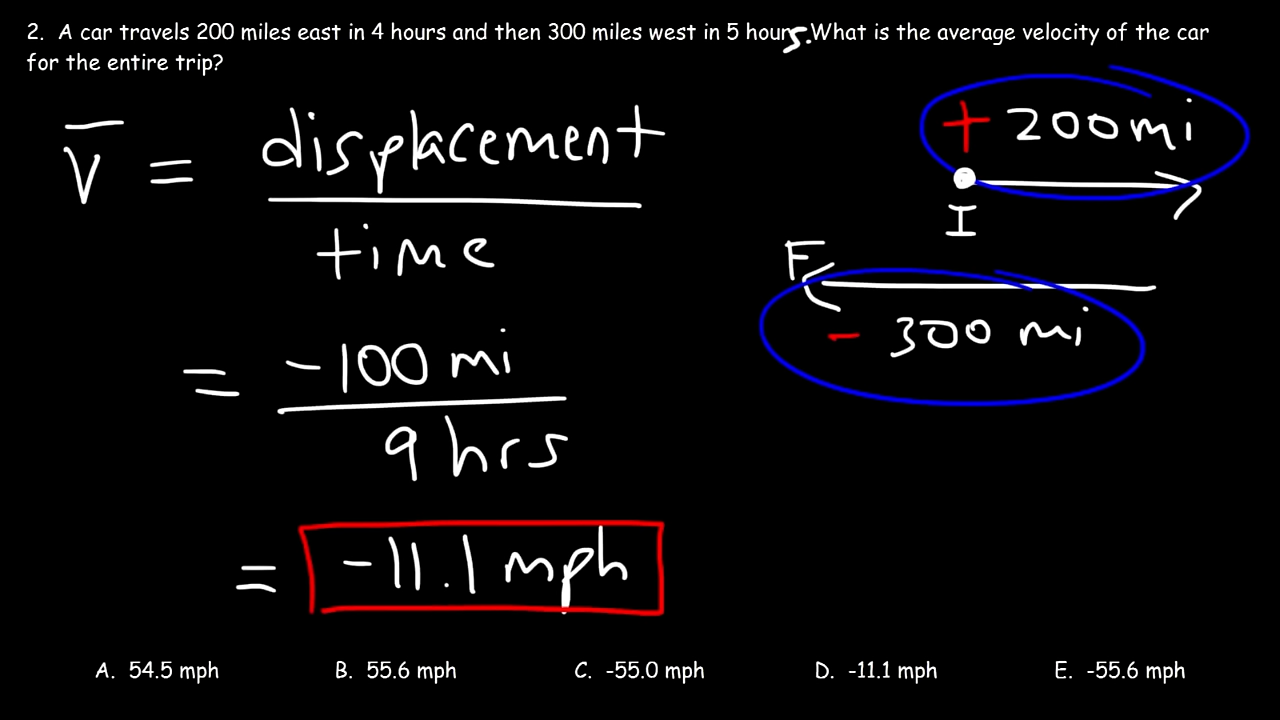 2. A car travels 200 miles east in 4 hours and then 300 miles west in 5 hours. What is the average velocity of the car
for the entire trip?
+ 200 mi
V = displacement
time
I
F
- 300 mi
= -100 mi
9 hrs
= -11.1 mph
A. 54.5 mph B. 55.6 mph C. -55.0 mph D. -11.1 mph E. -55.6 mph